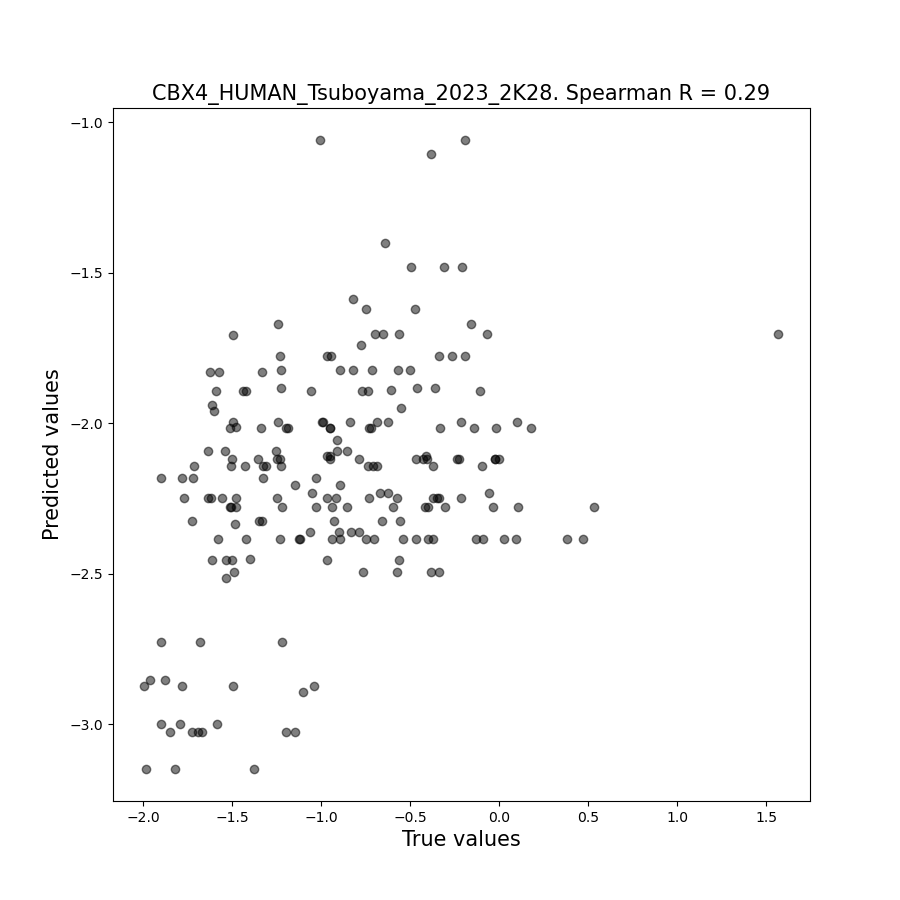 CBX4_HUMAN_Tsuboyama_2023_2K28. Spearman R = 0.29
−1.0
−1.5
−2.0
−2.5
−3.0
Predicted values
−2.0 −1.5 −1.0 −0.5 0.0 0.5 1.0 1.5
True values